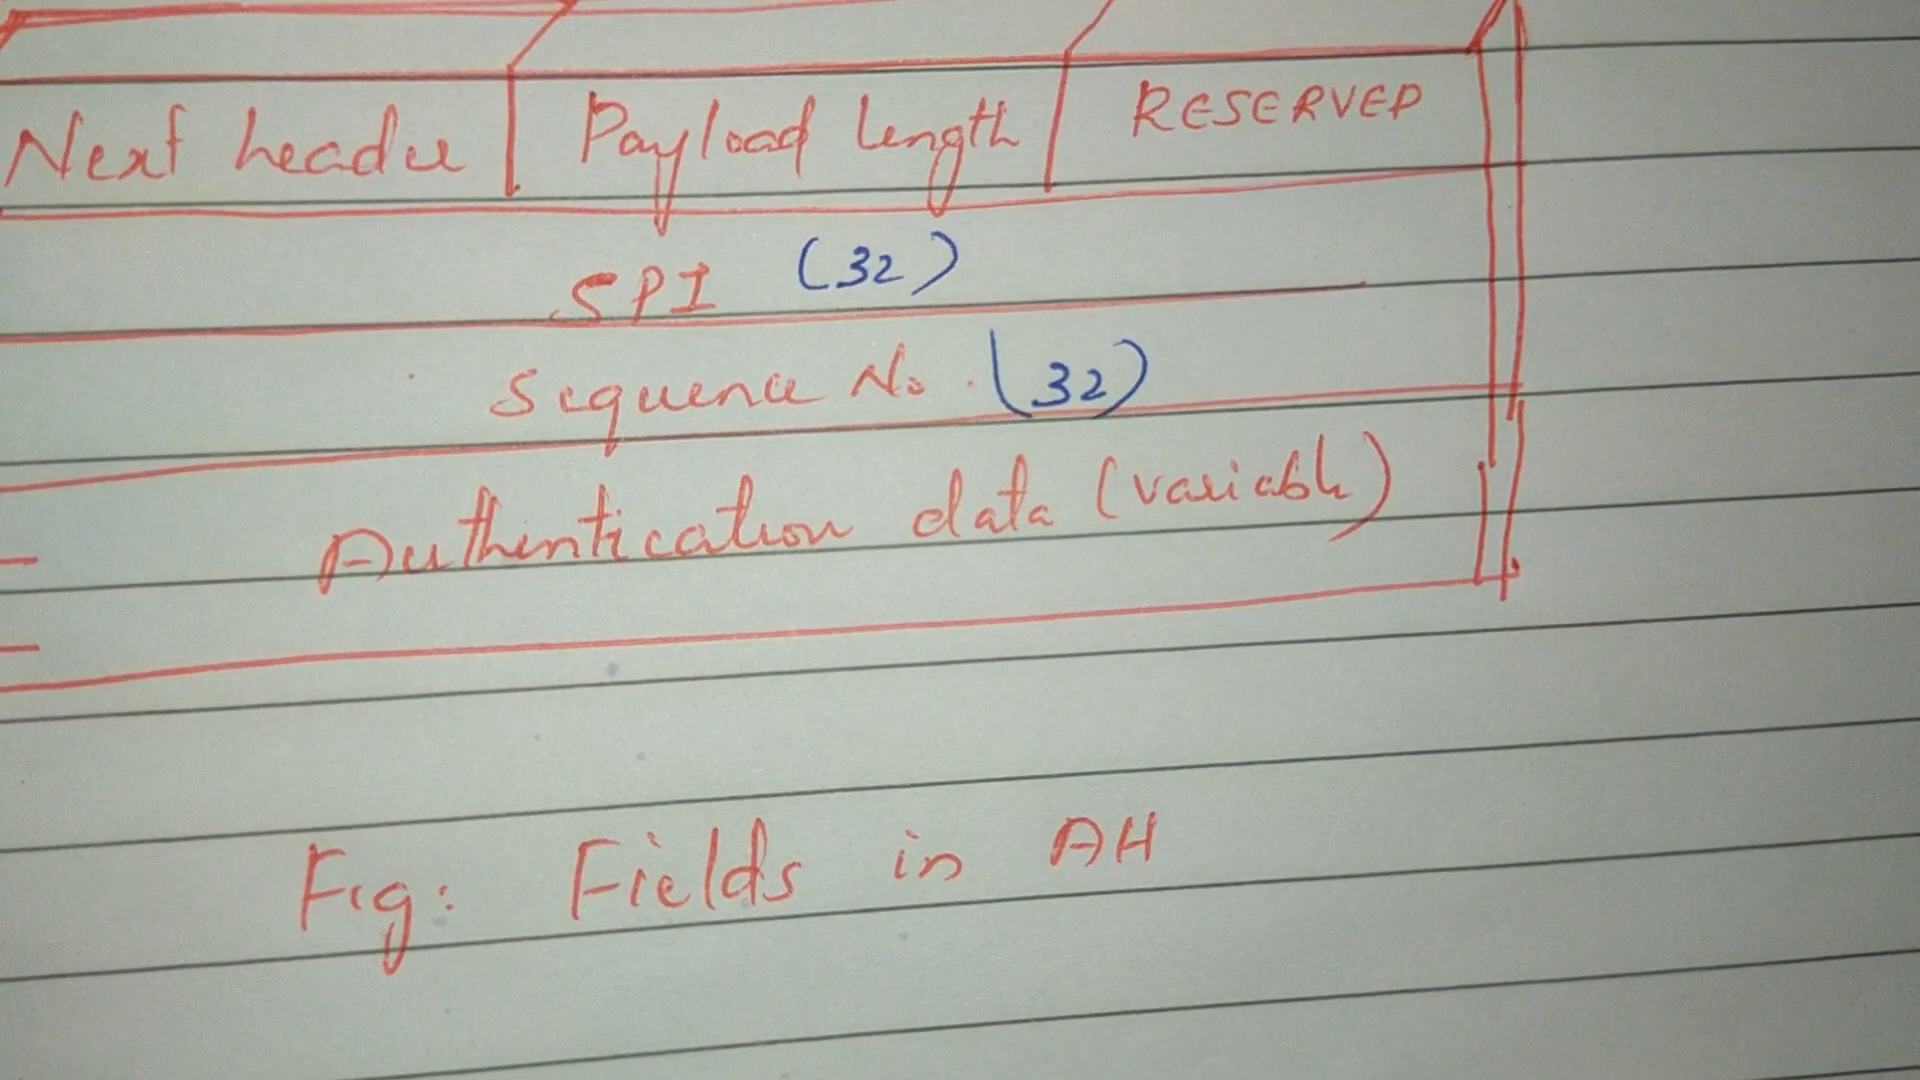 Next header Payload length RESERVED
SPI (32)
Sequence No. (32)
Authentication data (variable)
Fig: Fields in AH